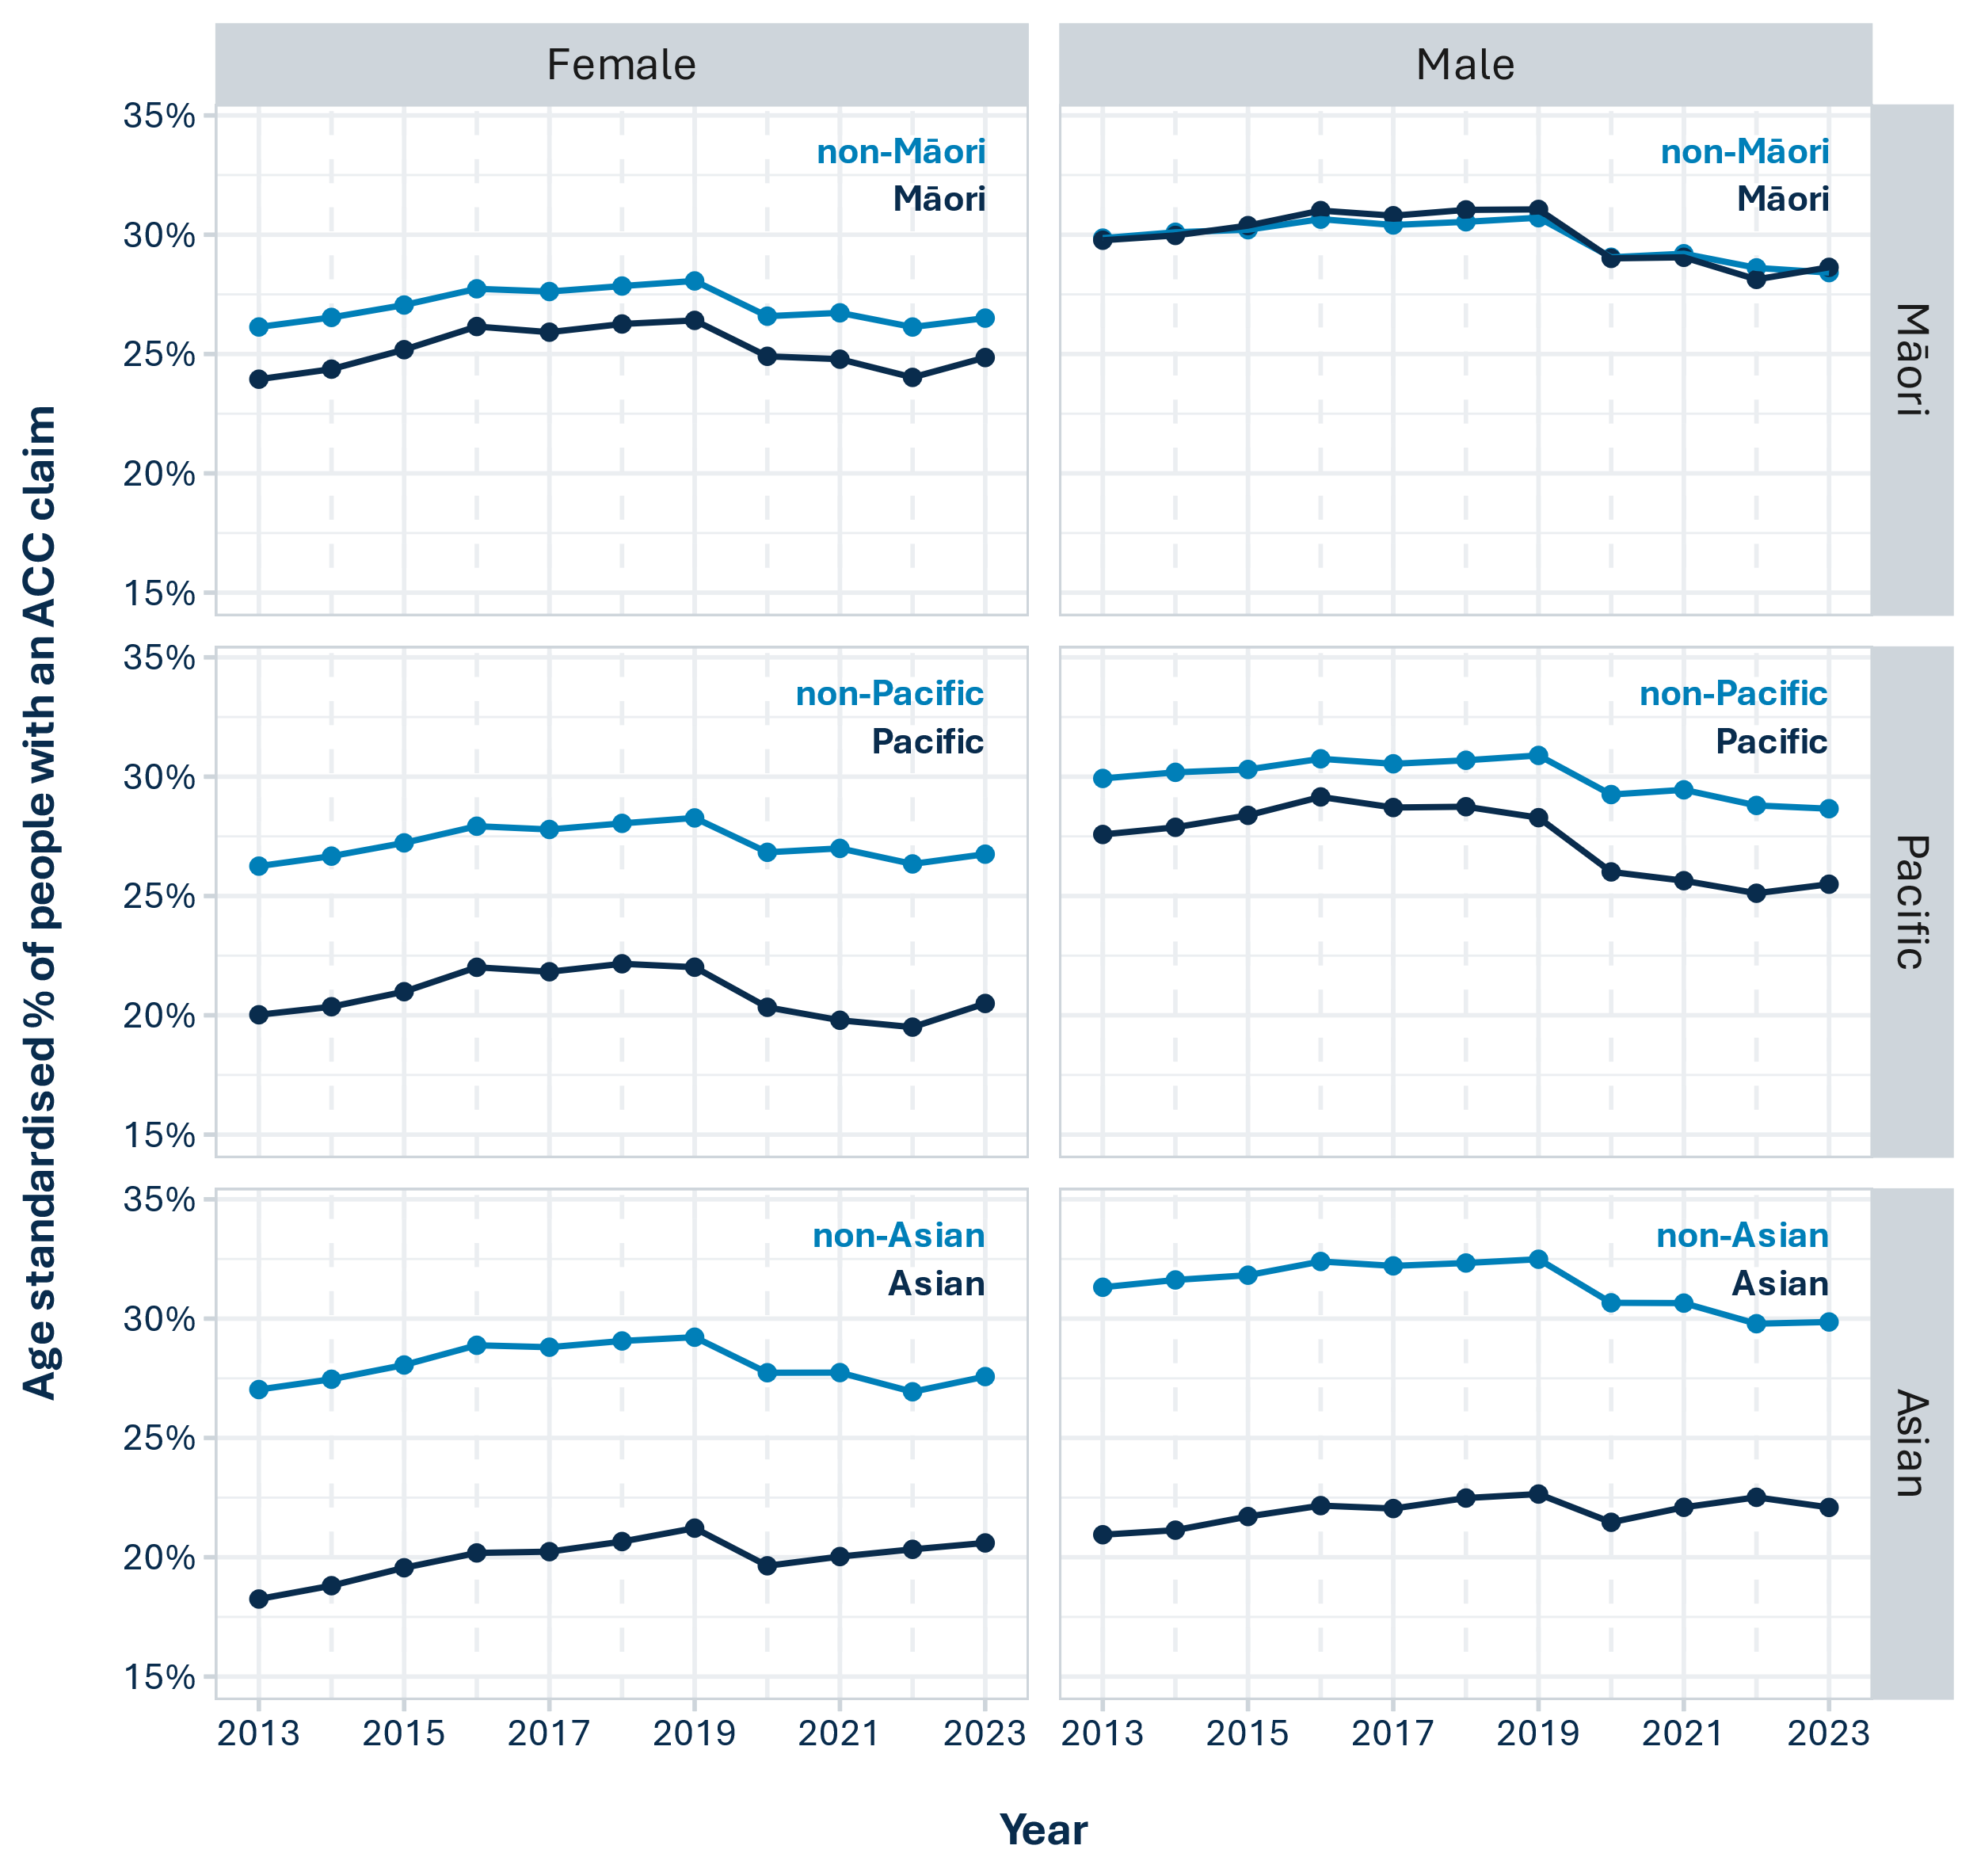 Female
Male
35%
30%
25%
20%
15%
non-Māori
Māori
non-Māori
Māori
Māori
35%
30%
25%
20%
15%
non-Pacific
Pacific
non-Pacific
Pacific
Pacific
35%
30%
25%
20%
15%
non-Asian
Asian
non-Asian
Asian
Asian
2013 2015 2017 2019 2021 2023
2013 2015 2017 2019 2021 2023
Year
Age standardised % of people with an ACC claim